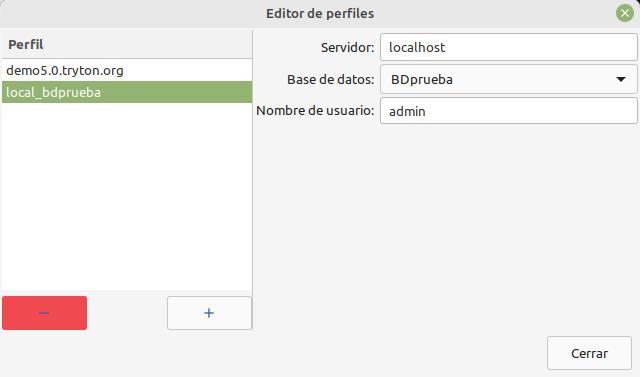 Editor de perfiles
Perfil
demo5.0.tryton.org
local_bdprueba
Servidor: localhost
Base de datos: BDprueba
Nombre de usuario: admin
− +
Cerrar